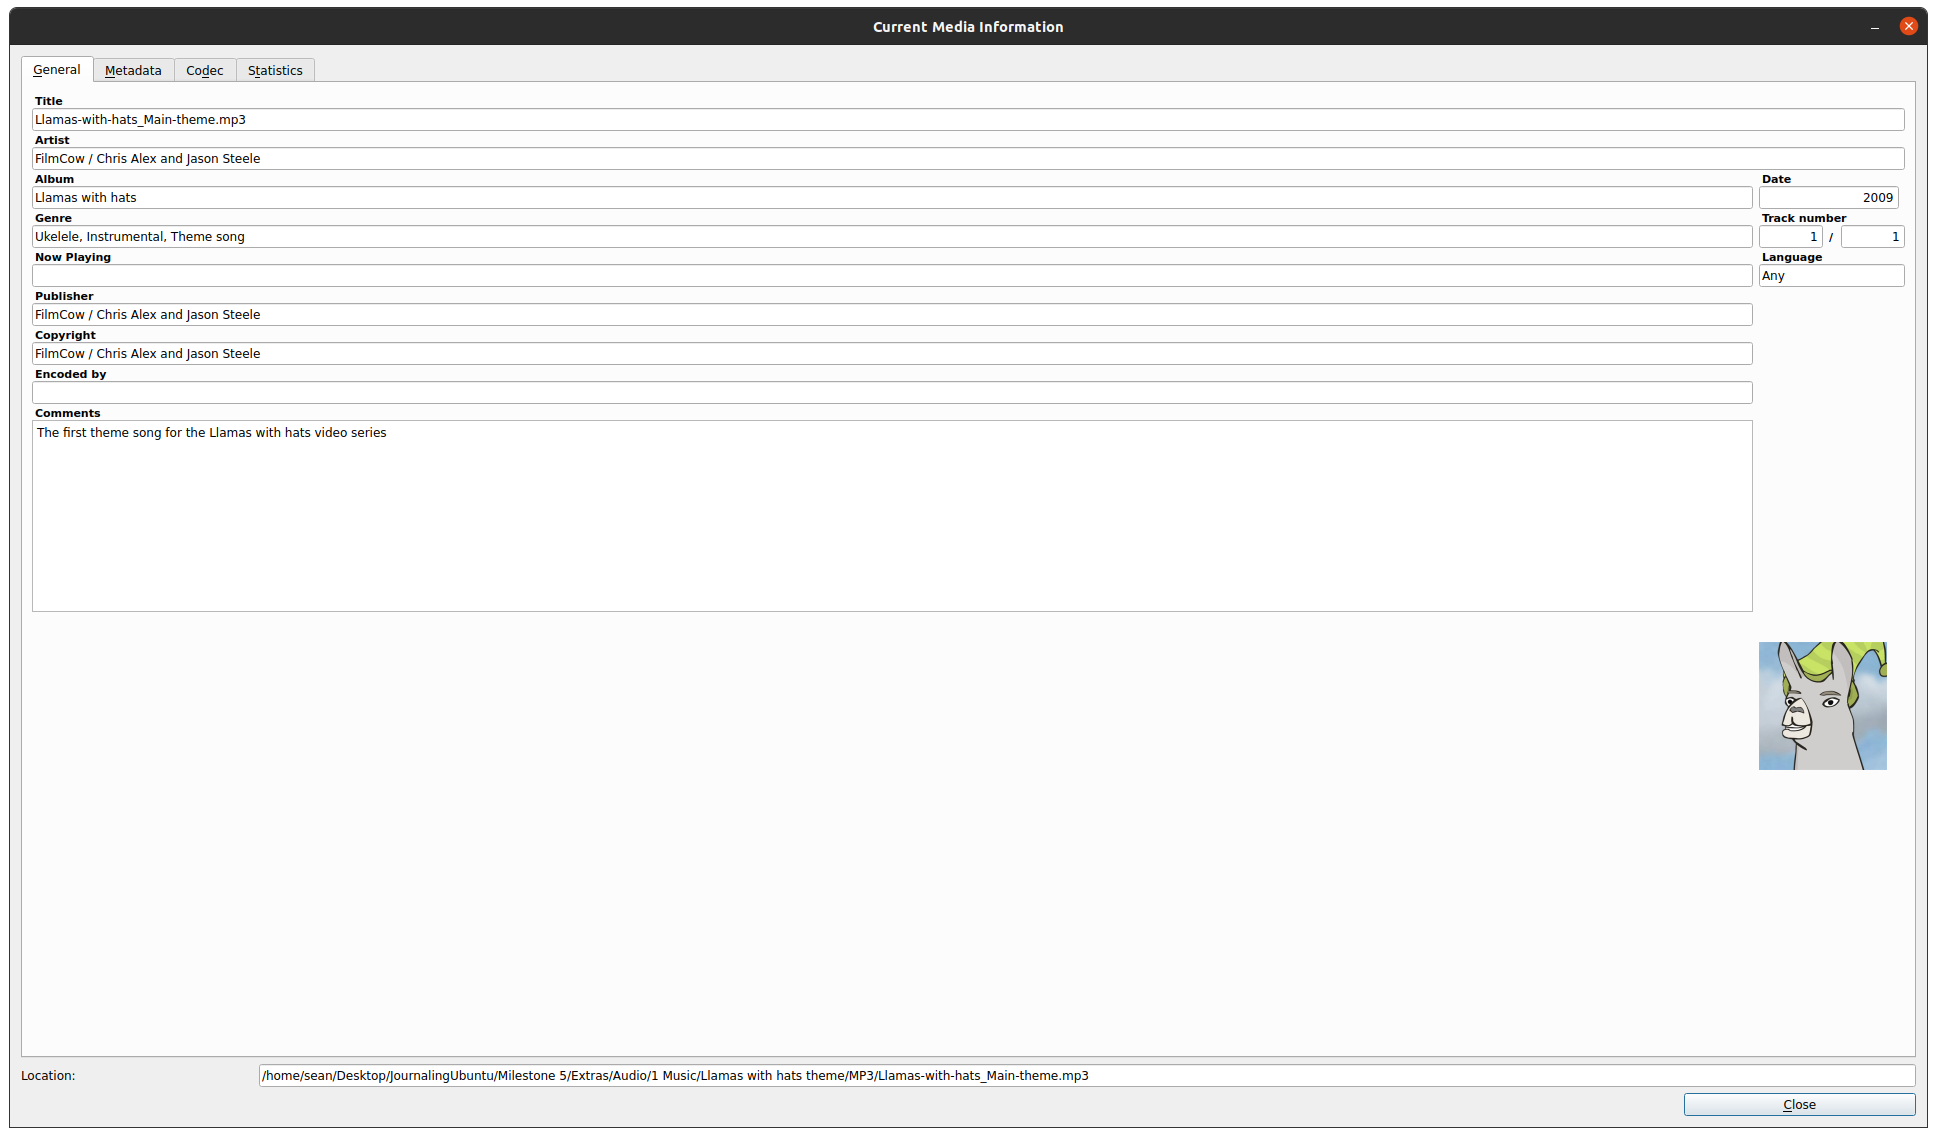 Current Media Information
General Metadata Codec Statistics
Title
Llamas-with-hats_Main-theme.mp3
Artist
FilmCow / Chris Alex and Jason Steele
Album Date
Llamas with hats 2009
Genre Track number
Ukelele, Instrumental, Theme song 1 / 1
Now Playing Language
Any
Publisher
FilmCow / Chris Alex and Jason Steele
Copyright
FilmCow / Chris Alex and Jason Steele
Encoded by
Comments
The first theme song for the Llamas with hats video series
Location: /home/sean/Desktop/JournalingUbuntu/Milestone 5/Extras/Audio/1 Music/Llamas with hats theme/MP3/Llamas-with-hats_Main-theme.mp3
Close